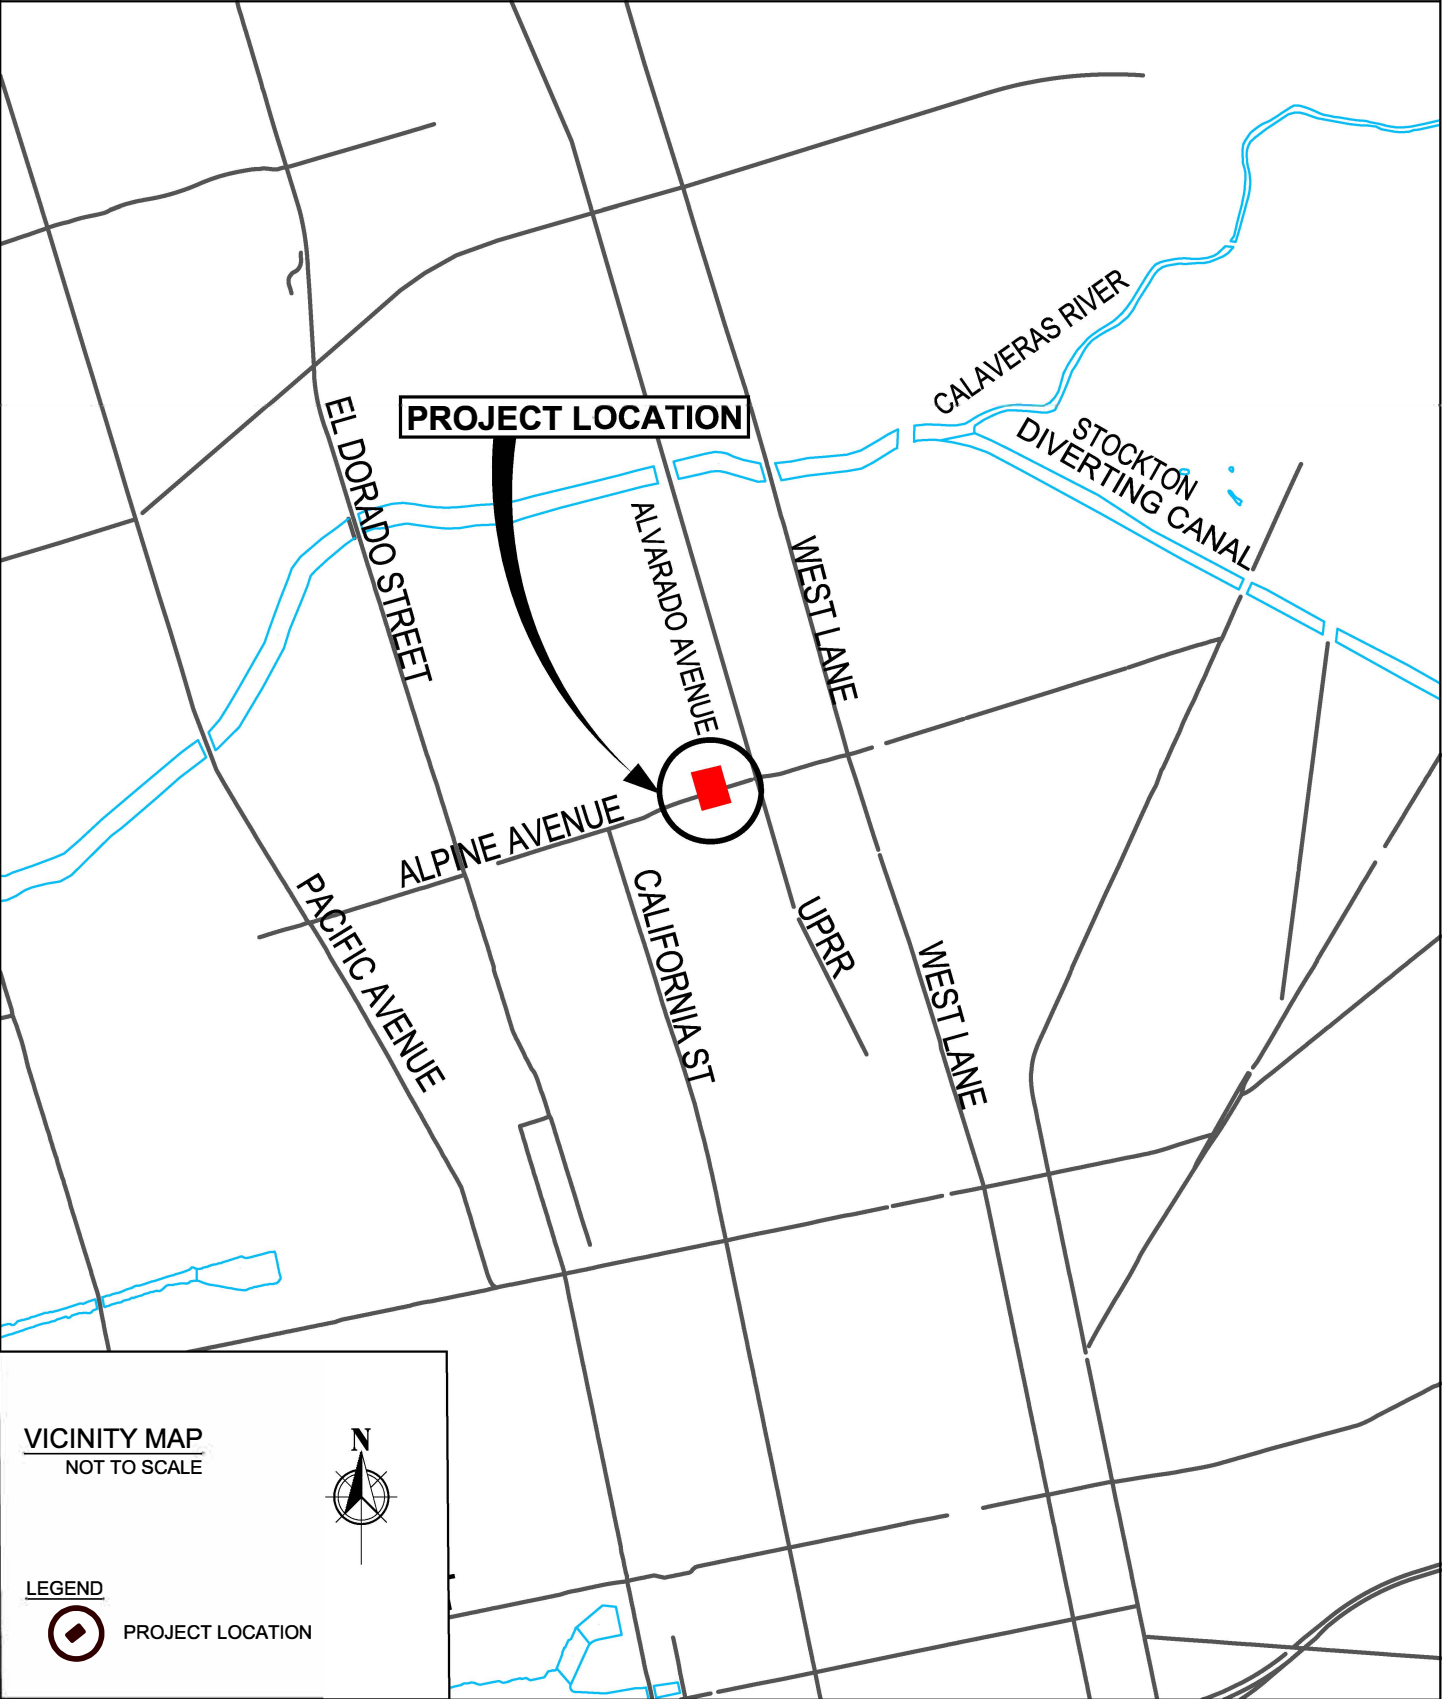 CALAVERAS RIVER
PROJECT LOCATION
EL DORADO STREET
STOCKTON
DIVERTING CANAL
ALVARADO AVENUE
WEST LANE
ALPINE AVENUE
PACIFIC AVENUE
CALIFORNIA ST
UPRR
WEST LANE
VICINITY MAP
NOT TO SCALE
N
LEGEND
PROJECT LOCATION